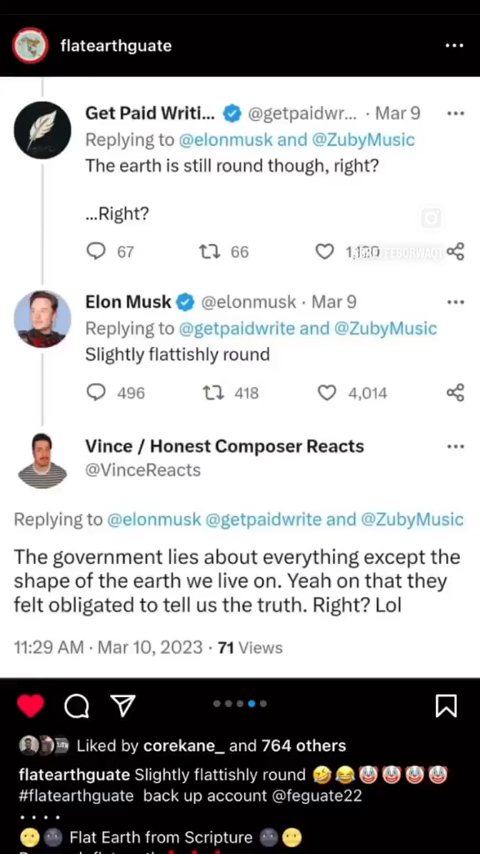 flatearthguate
Get Paid Writi... @getpaidwr... · Mar 9
Replying to @elonmusk and @ZubyMusic
The earth is still round though, right?
...Right?
67 66
Elon Musk @elonmusk · Mar 9
Replying to @getpaidwrite and @ZubyMusic
Slightly flattishly round
496 418 4,014
Vince / Honest Composer Reacts
@VinceReacts
Replying to @elonmusk @getpaidwrite and @ZubyMusic
The government lies about everything except the
shape of the earth we live on. Yeah on that they
felt obligated to tell us the truth. Right? Lol
11:29 AM · Mar 10, 2023 · 71 Views
Liked by corekane_ and 764 others
flatearthguate Slightly flattishly round 🤣😂🤡🤡🤡🤡
#flatearthguate back up account @feguate22
. . . .
🌝🌚 Flat Earth from Scripture 🌚🌝